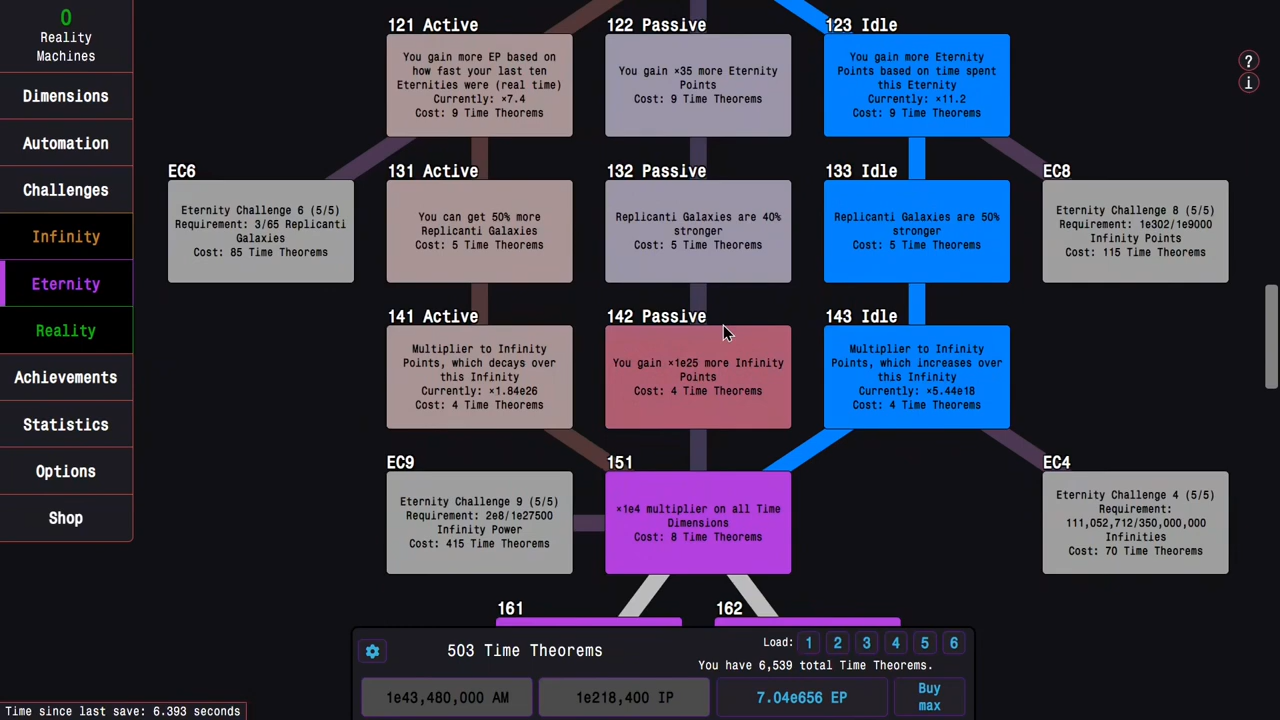 0
Reality
Machines
Dimensions
Automation
Challenges
Infinity
Eternity
Reality
Achievements
Statistics
Options
Shop
Time since last save: 6.393 seconds
121 Active
You gain more EP based on
how fast your last ten
Eternities were (real time)
Currently: ×7.4
Cost: 9 Time Theorems
122 Passive
You gain ×35 more Eternity
Points
Cost: 9 Time Theorems
123 Idle
You gain more Eternity
Points based on time spent
this Eternity
Currently: ×11.2
Cost: 9 Time Theorems
?
i
EC6
Eternity Challenge 6 (5/5)
Requirement: 3/65 Replicanti
Galaxies
Cost: 85 Time Theorems
131 Active
You can get 50% more
Replicanti Galaxies
Cost: 5 Time Theorems
132 Passive
Replicanti Galaxies are 40%
stronger
Cost: 5 Time Theorems
133 Idle
Replicanti Galaxies are 50%
stronger
Cost: 5 Time Theorems
EC8
Eternity Challenge 8 (5/5)
Requirement: 1e302/1e9000
Infinity Points
Cost: 115 Time Theorems
141 Active
Multiplier to Infinity
Points, which decays over
this Infinity
Currently: ×1.84e26
Cost: 4 Time Theorems
142 Passive
You gain ×1e25 more Infinity
Points
Cost: 4 Time Theorems
143 Idle
Multiplier to Infinity
Points, which increases over
this Infinity
Currently: ×5.44e18
Cost: 4 Time Theorems
EC9
Eternity Challenge 9 (5/5)
Requirement: 2e8/1e27500
Infinity Power
Cost: 415 Time Theorems
151
×1e4 multiplier on all Time
Dimensions
Cost: 8 Time Theorems
EC4
Eternity Challenge 4 (5/5)
Requirement:
111,052,712/350,000,000
Infinities
Cost: 70 Time Theorems
161
162
503 Time Theorems
Load: 1 2 3 4 5 6
You have 6,539 total Time Theorems.
1e43,480,000 AM
1e218,400 IP
7.04e656 EP
Buy
max